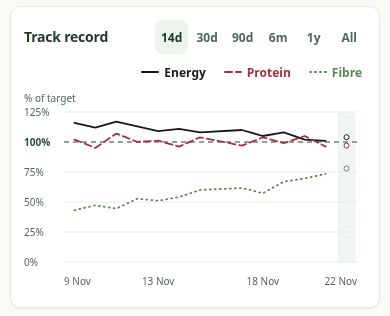 Track record
14d 30d 90d 6m 1y All
Energy Protein Fibre
% of target
125%
100%
75%
50%
25%
0%
9 Nov 13 Nov 18 Nov 22 Nov